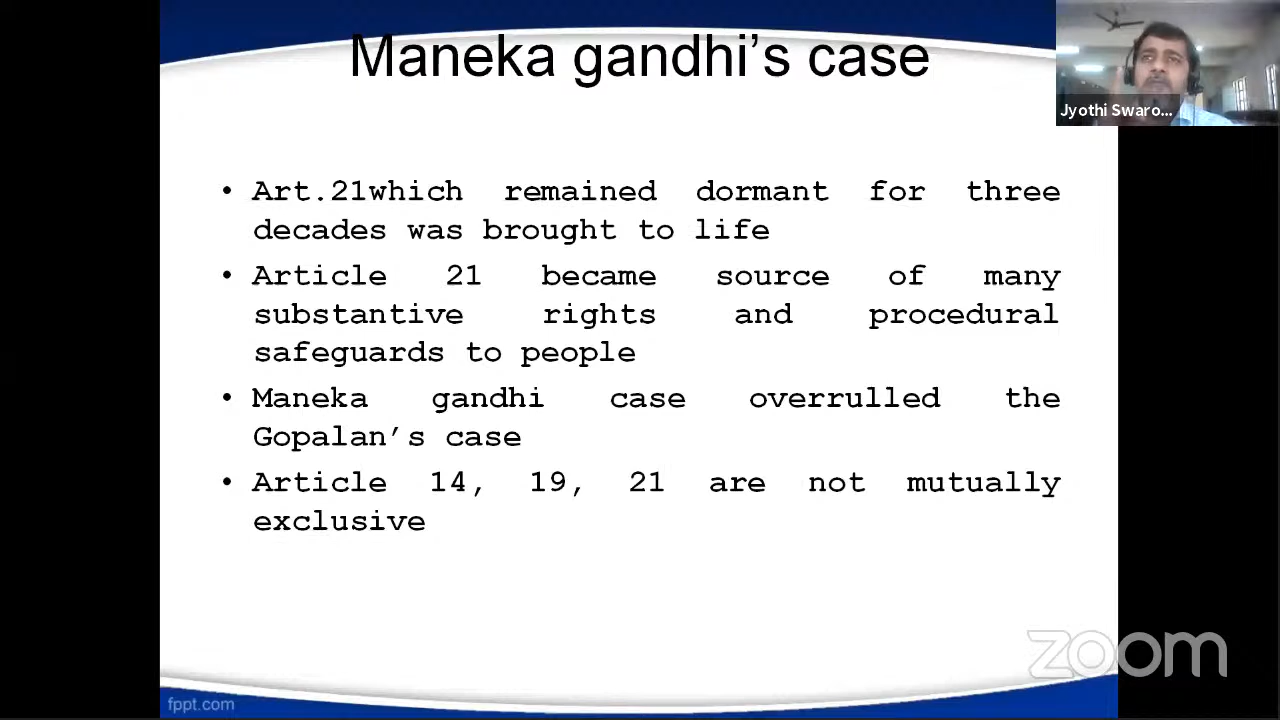 Maneka gandhi’s case
Jyothi Swaro...
• Art.21which remained dormant for three
decades was brought to life
• Article 21 became source of many
substantive rights and procedural
safeguards to people
• Maneka gandhi case overrulled the
Gopalan’s case
• Article 14, 19, 21 are not mutually
exclusive
zoom
fppt.com